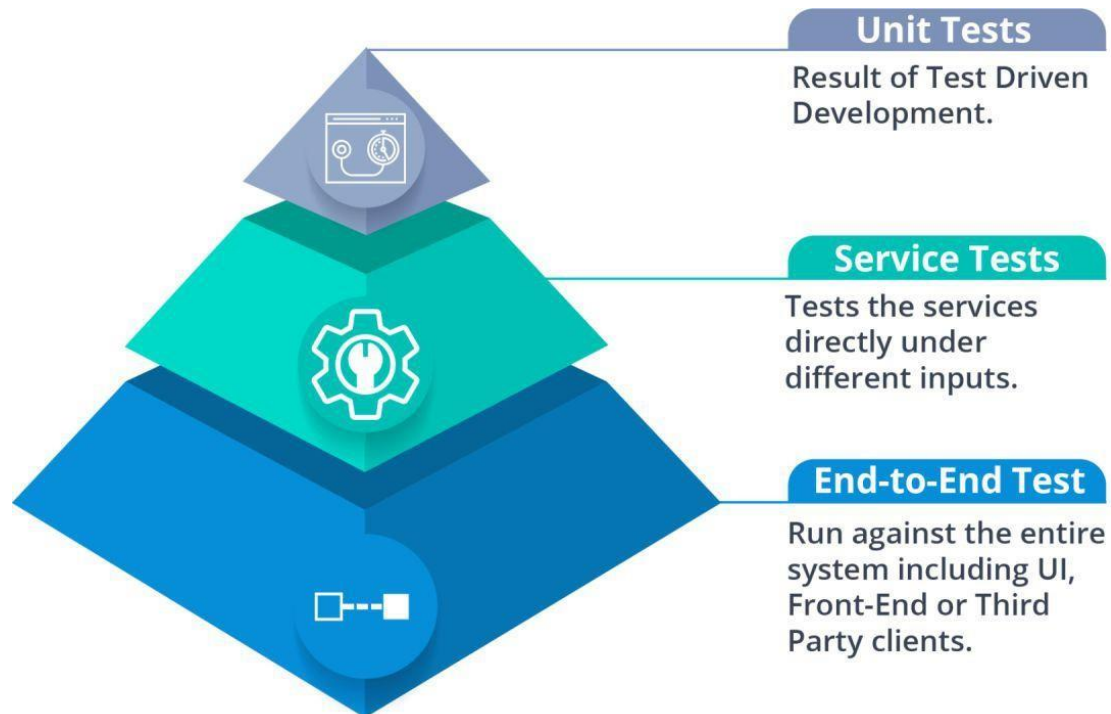 Unit Tests
Result of Test Driven
Development.
Service Tests
Tests the services
directly under
different inputs.
End-to-End Test
Run against the entire
system including UI,
Front-End or Third
Party clients.